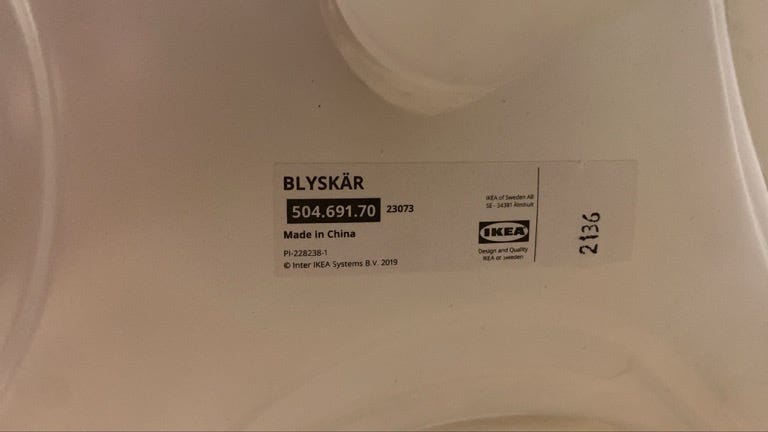 BLYSKÄR
504.691.70 23073
Made in China
PI-228238-1
© Inter IKEA Systems B.V. 2019
IKEA of Sweden AB
SE - 34381 Älmhult
IKEA
Design and Quality
IKEA of Sweden
2136